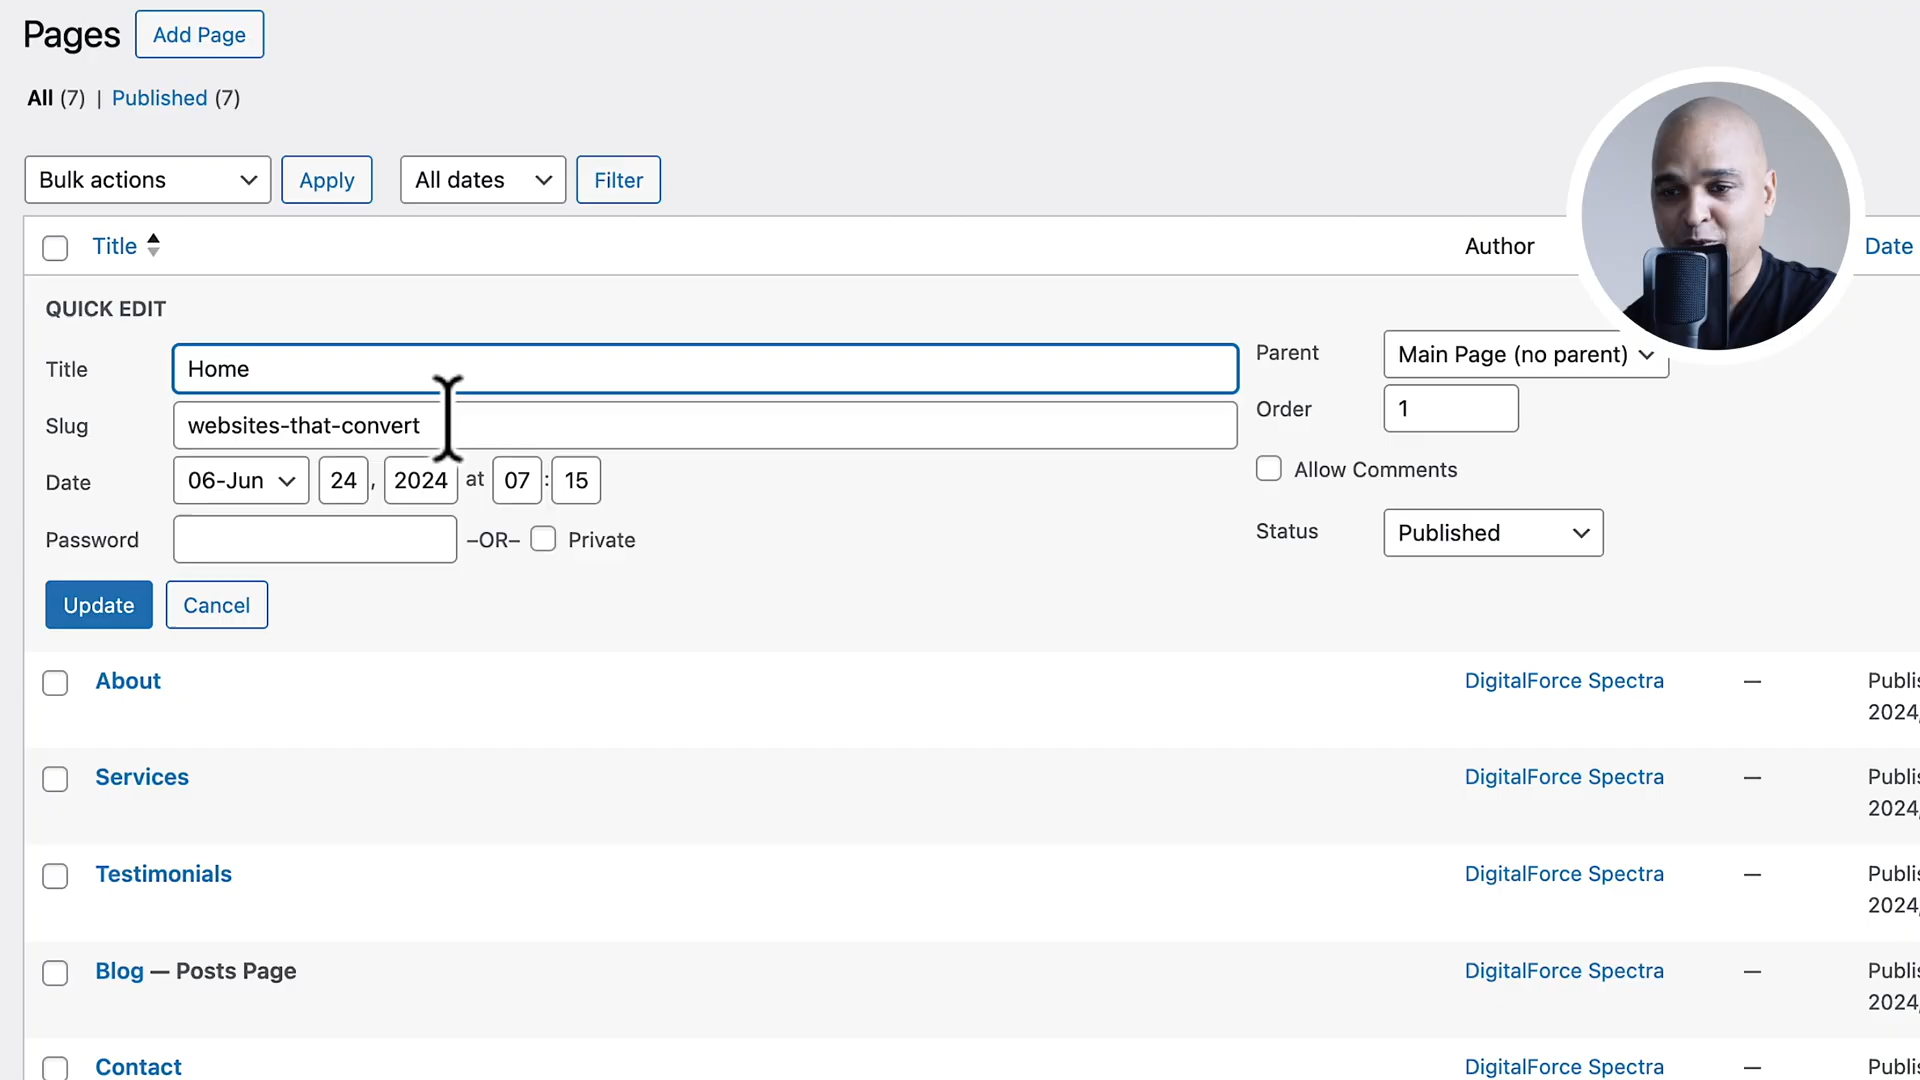 Pages Add Page
All (7) | Published (7)
Bulk actions Apply All dates Filter
Title Author Date
QUICK EDIT
Title Home Parent Main Page (no parent)
Slug websites-that-convert Order 1
Date 06-Jun 24 , 2024 at 07 : 15 Allow Comments
Password –OR– Private Status Published
Update Cancel
About DigitalForce Spectra — Publis
2024,
Services DigitalForce Spectra — Publis
2024,
Testimonials DigitalForce Spectra — Publis
2024,
Blog — Posts Page DigitalForce Spectra — Publis
2024,
Contact DigitalForce Spectra — Publis